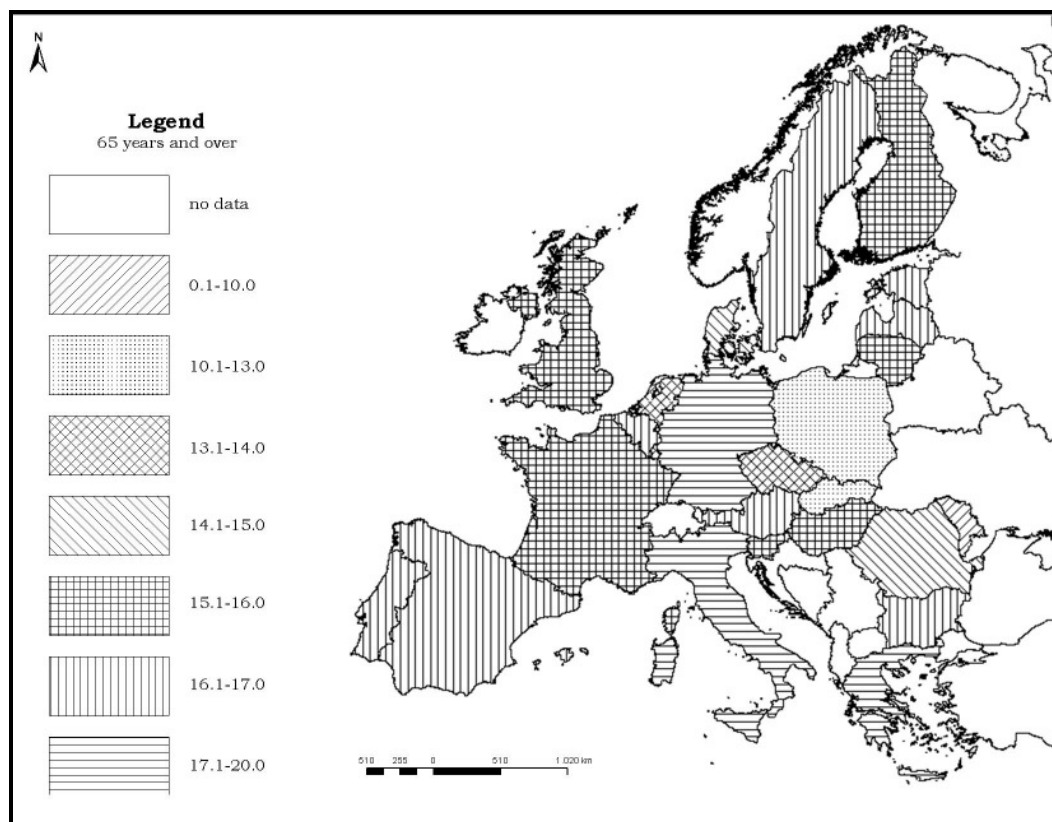 N
Legend
65 years and over
no data
0.1-10.0
10.1-13.0
13.1-14.0
14.1-15.0
15.1-16.0
16.1-17.0
17.1-20.0
510 255 0 510 1.020 km